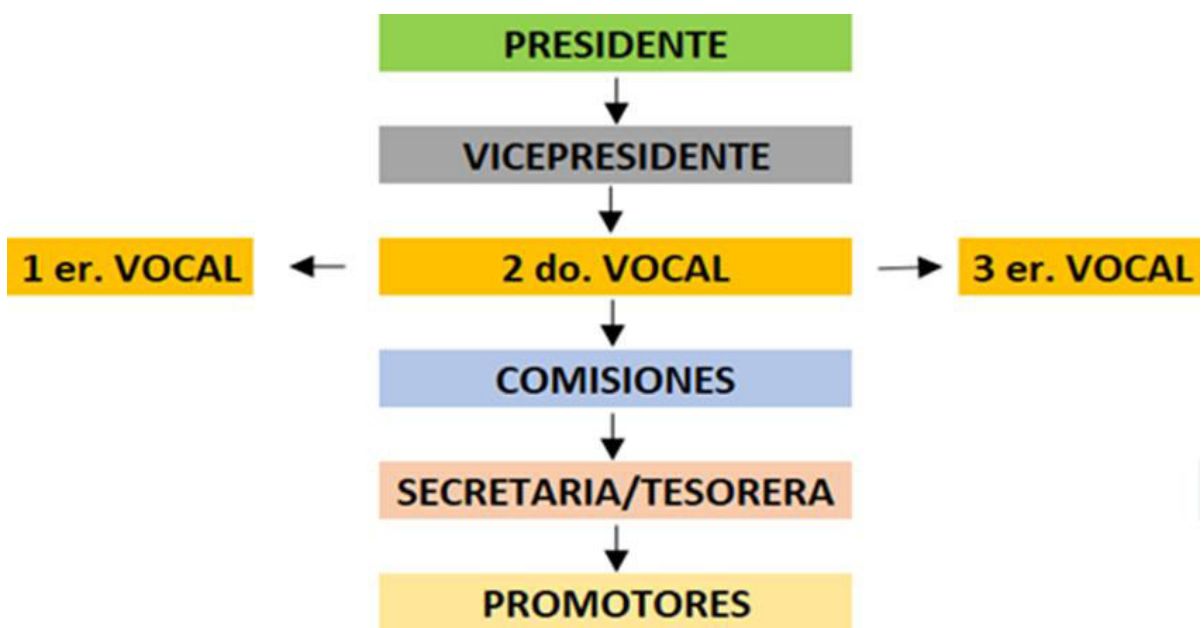 PRESIDENTE
VICEPRESIDENTE
1 er. VOCAL
2 do. VOCAL
3 er. VOCAL
COMISIONES
SECRETARIA/TESORERA
PROMOTORES